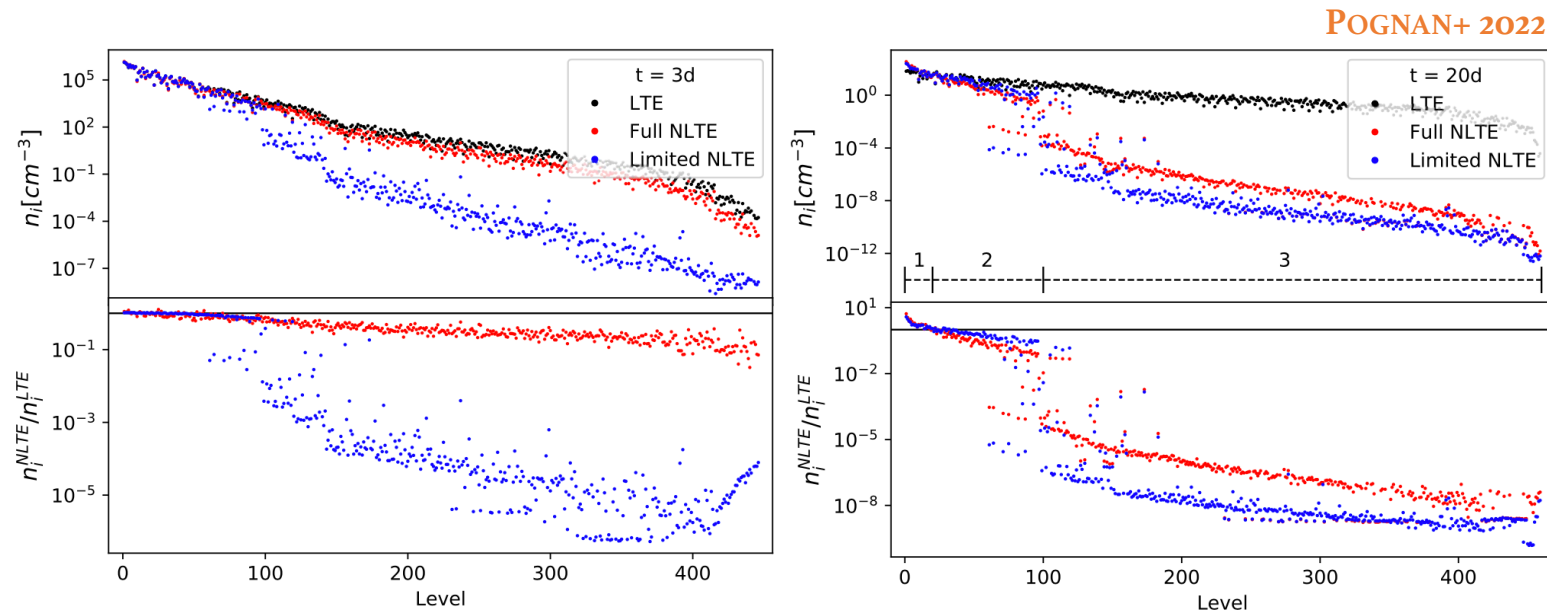 POGNAN+ 2022
t = 3d
LTE
Full NLTE
Limited NLTE
n_i[cm^{-3}]
10^5
10^2
10^{-1}
10^{-4}
10^{-7}
n_i^{NLTE}/n_i^{LTE}
10^{-1}
10^{-3}
10^{-5}
0 100 200 300 400
Level
t = 20d
LTE
Full NLTE
Limited NLTE
n_i[cm^{-3}]
10^0
10^{-4}
10^{-8}
10^{-12}
1 2 3
n_i^{NLTE}/n_i^{LTE}
10^1
10^{-2}
10^{-5}
10^{-8}
0 100 200 300 400
Level